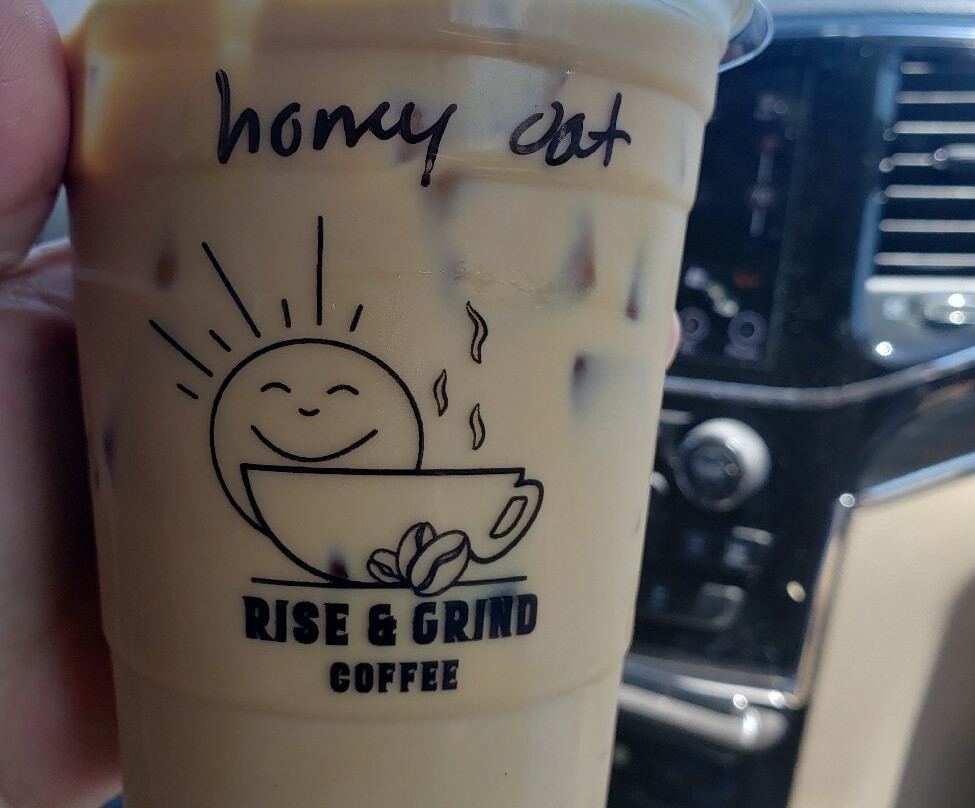 honey oat
RISE & GRIND
COFFEE